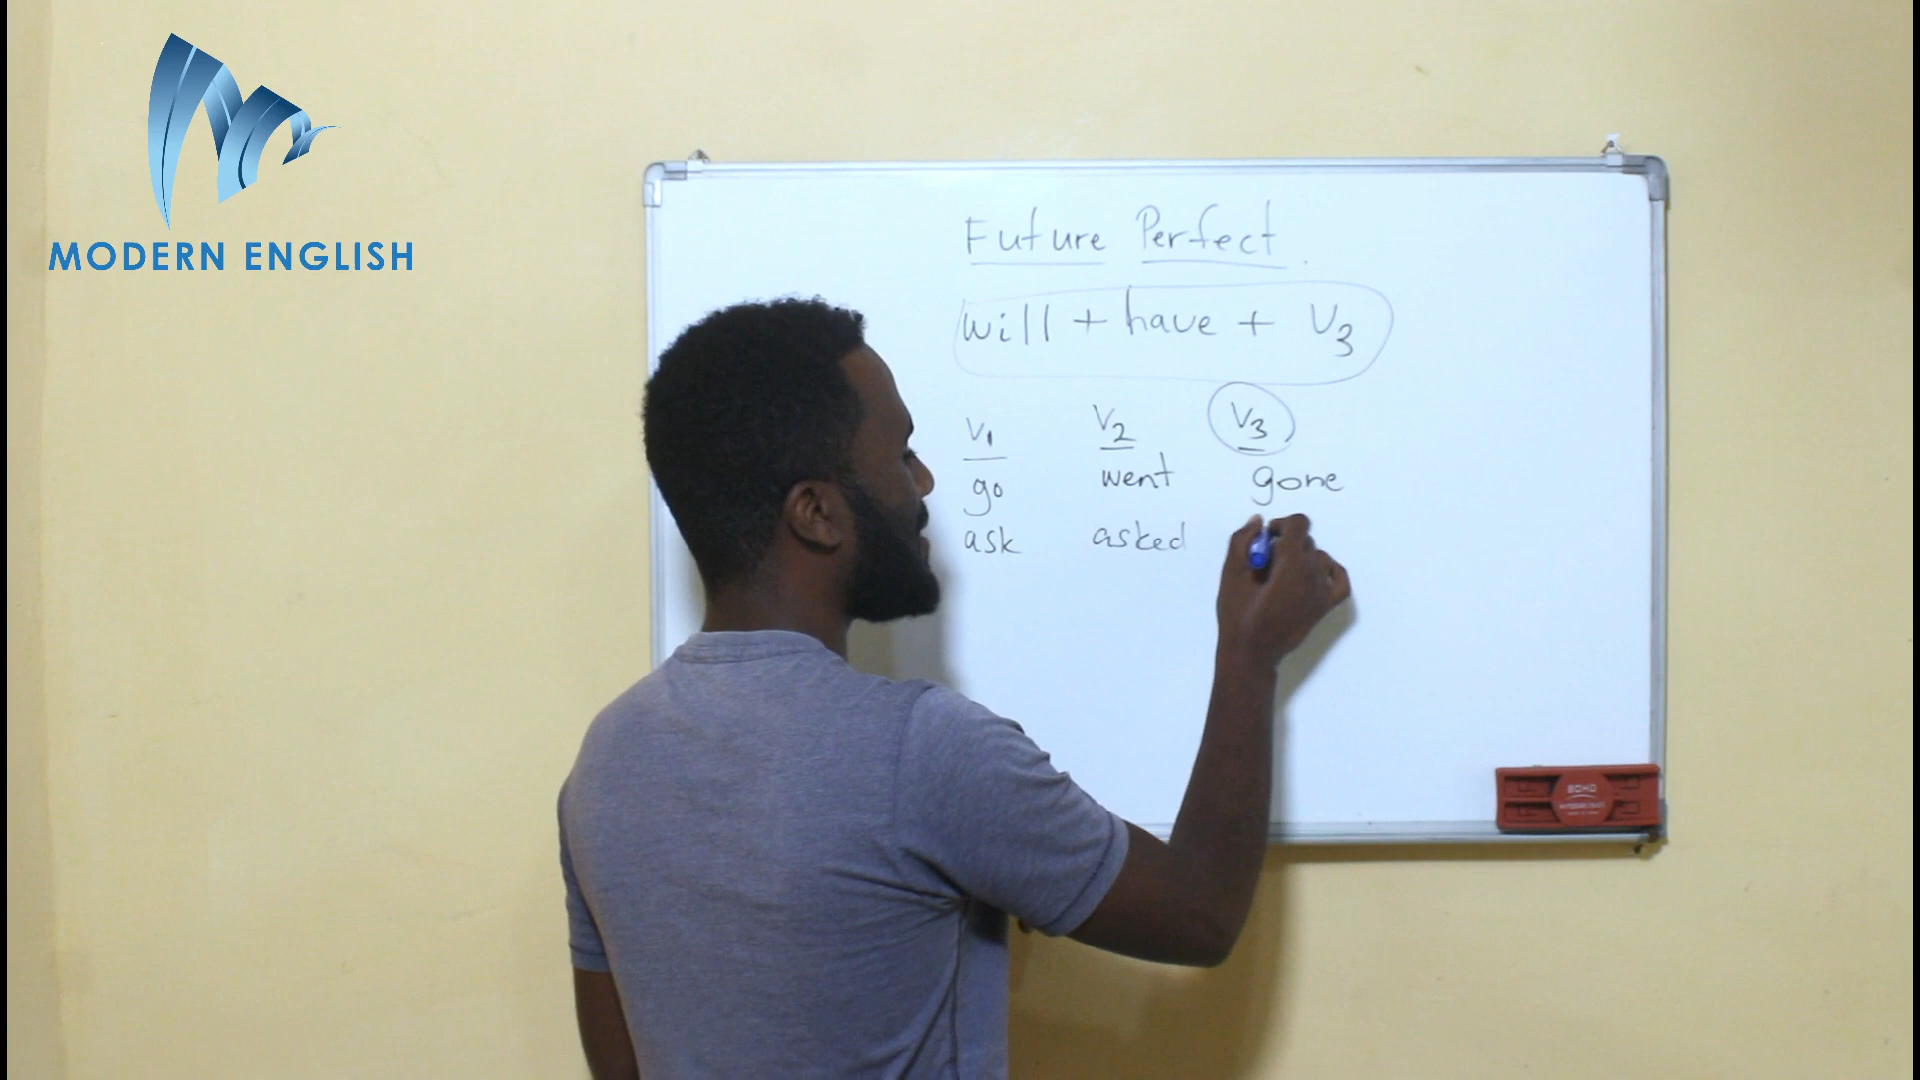 MODERN ENGLISH
Future Perfect.
will + have + V3
V1 V2 V3
go went gone
ask asked